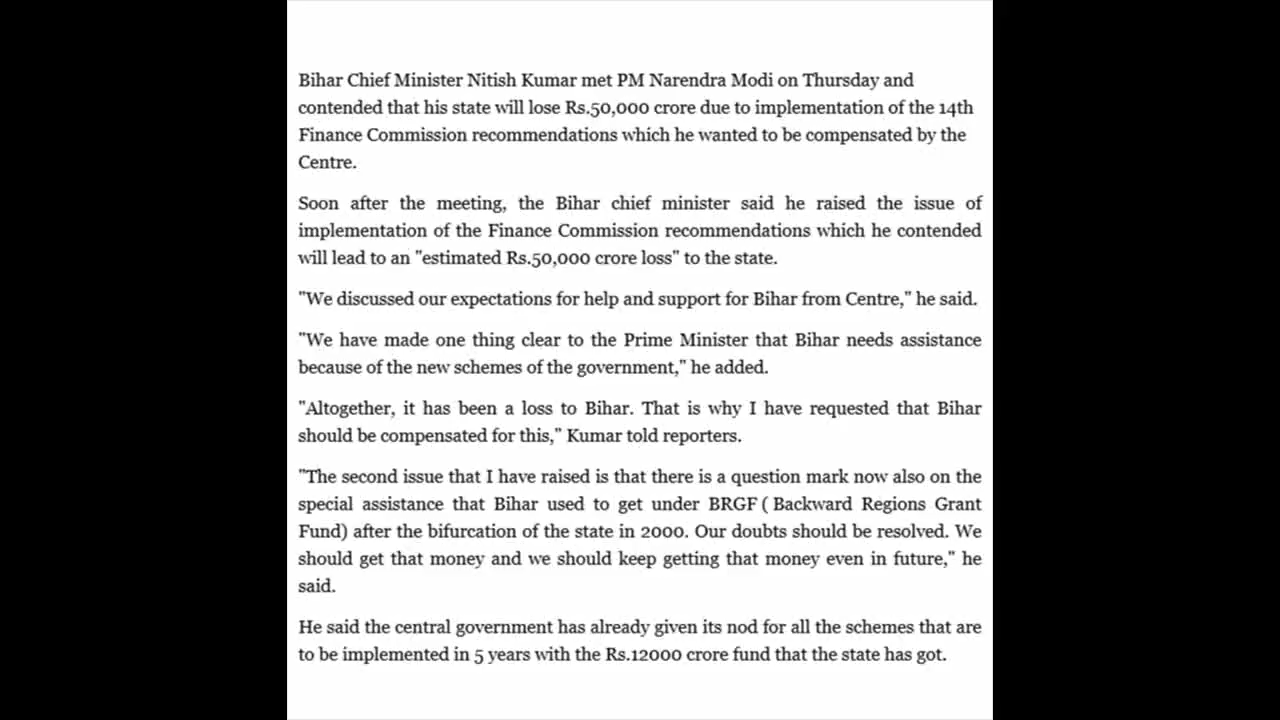 Bihar Chief Minister Nitish Kumar met PM Narendra Modi on Thursday and
contended that his state will lose Rs.50,000 crore due to implementation of the 14th
Finance Commission recommendations which he wanted to be compensated by the
Centre.
Soon after the meeting, the Bihar chief minister said he raised the issue of
implementation of the Finance Commission recommendations which he contended
will lead to an "estimated Rs.50,000 crore loss" to the state.
"We discussed our expectations for help and support for Bihar from Centre," he said.
"We have made one thing clear to the Prime Minister that Bihar needs assistance
because of the new schemes of the government," he added.
"Altogether, it has been a loss to Bihar. That is why I have requested that Bihar
should be compensated for this," Kumar told reporters.
"The second issue that I have raised is that there is a question mark now also on the
special assistance that Bihar used to get under BRGF ( Backward Regions Grant
Fund) after the bifurcation of the state in 2000. Our doubts should be resolved. We
should get that money and we should keep getting that money even in future," he
said.
He said the central government has already given its nod for all the schemes that are
to be implemented in 5 years with the Rs.12000 crore fund that the state has got.